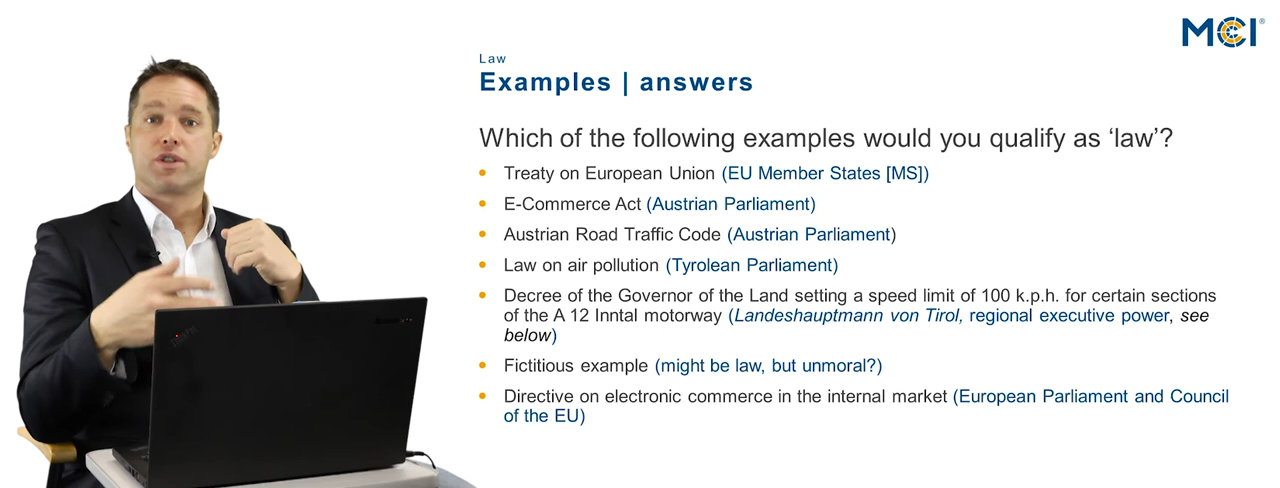 MCI®
Law
Examples | answers
Which of the following examples would you qualify as ‘law’?
• Treaty on European Union (EU Member States [MS])
• E-Commerce Act (Austrian Parliament)
• Austrian Road Traffic Code (Austrian Parliament)
• Law on air pollution (Tyrolean Parliament)
• Decree of the Governor of the Land setting a speed limit of 100 k.p.h. for certain sections
of the A 12 Inntal motorway (Landeshauptmann von Tirol, regional executive power, see
below)
• Fictitious example (might be law, but unmoral?)
• Directive on electronic commerce in the internal market (European Parliament and Council
of the EU)